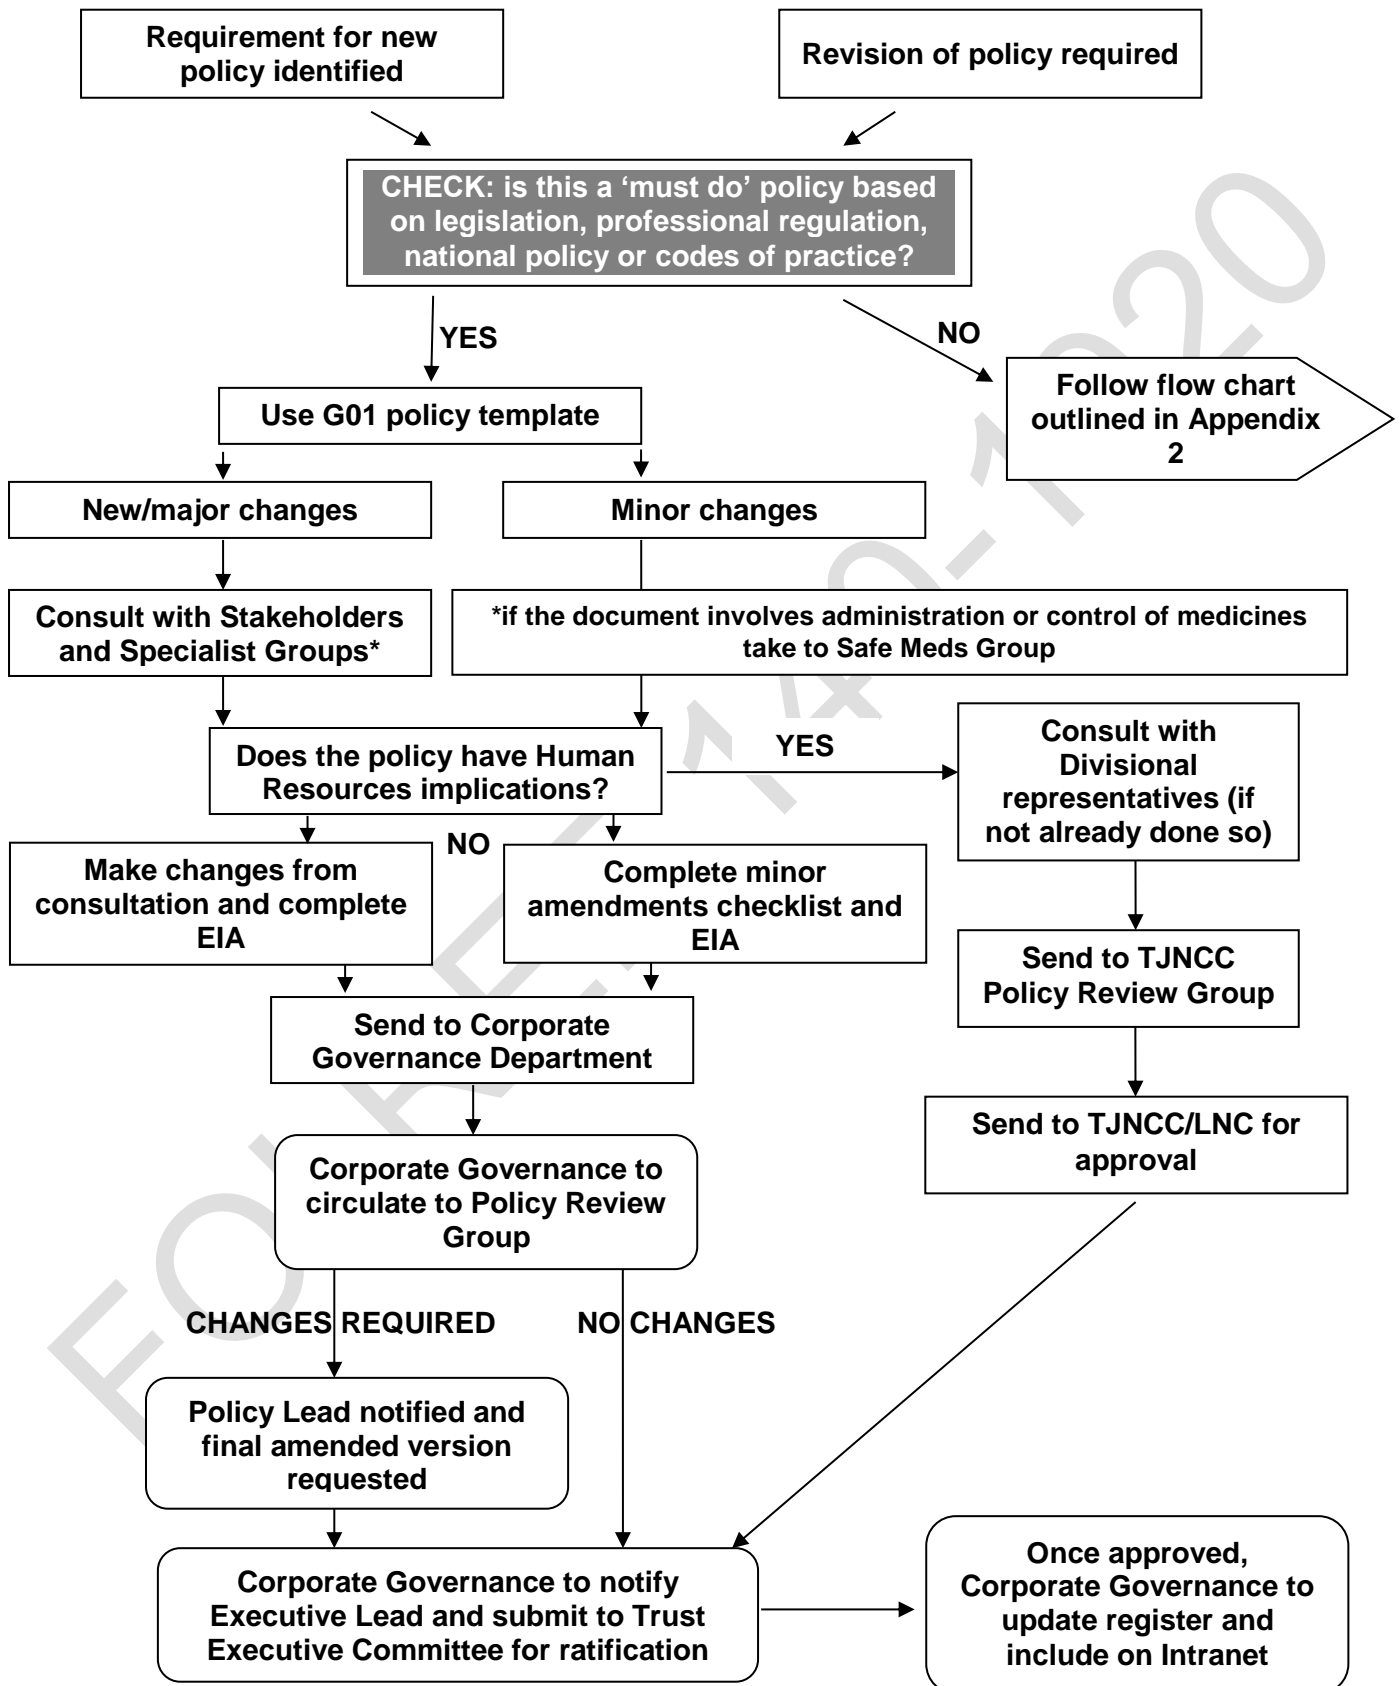 Requirement for new
policy identified
Revision of policy required
CHECK: is this a ‘must do’ policy based
on legislation, professional regulation,
national policy or codes of practice?
YES
NO
Use G01 policy template
Follow flow chart
outlined in Appendix
2
New/major changes
Minor changes
Consult with Stakeholders
and Specialist Groups*
*if the document involves administration or control of medicines
take to Safe Meds Group
Does the policy have Human
Resources implications?
YES
Consult with
Divisional
representatives (if
not already done so)
NO
Make changes from
consultation and complete
EIA
Complete minor
amendments checklist and
EIA
Send to TJNCC
Policy Review Group
Send to Corporate
Governance Department
Send to TJNCC/LNC for
approval
Corporate Governance to
circulate to Policy Review
Group
CHANGES REQUIRED
NO CHANGES
Policy Lead notified and
final amended version
requested
Corporate Governance to notify
Executive Lead and submit to Trust
Executive Committee for ratification
Once approved,
Corporate Governance to
update register and
include on Intranet